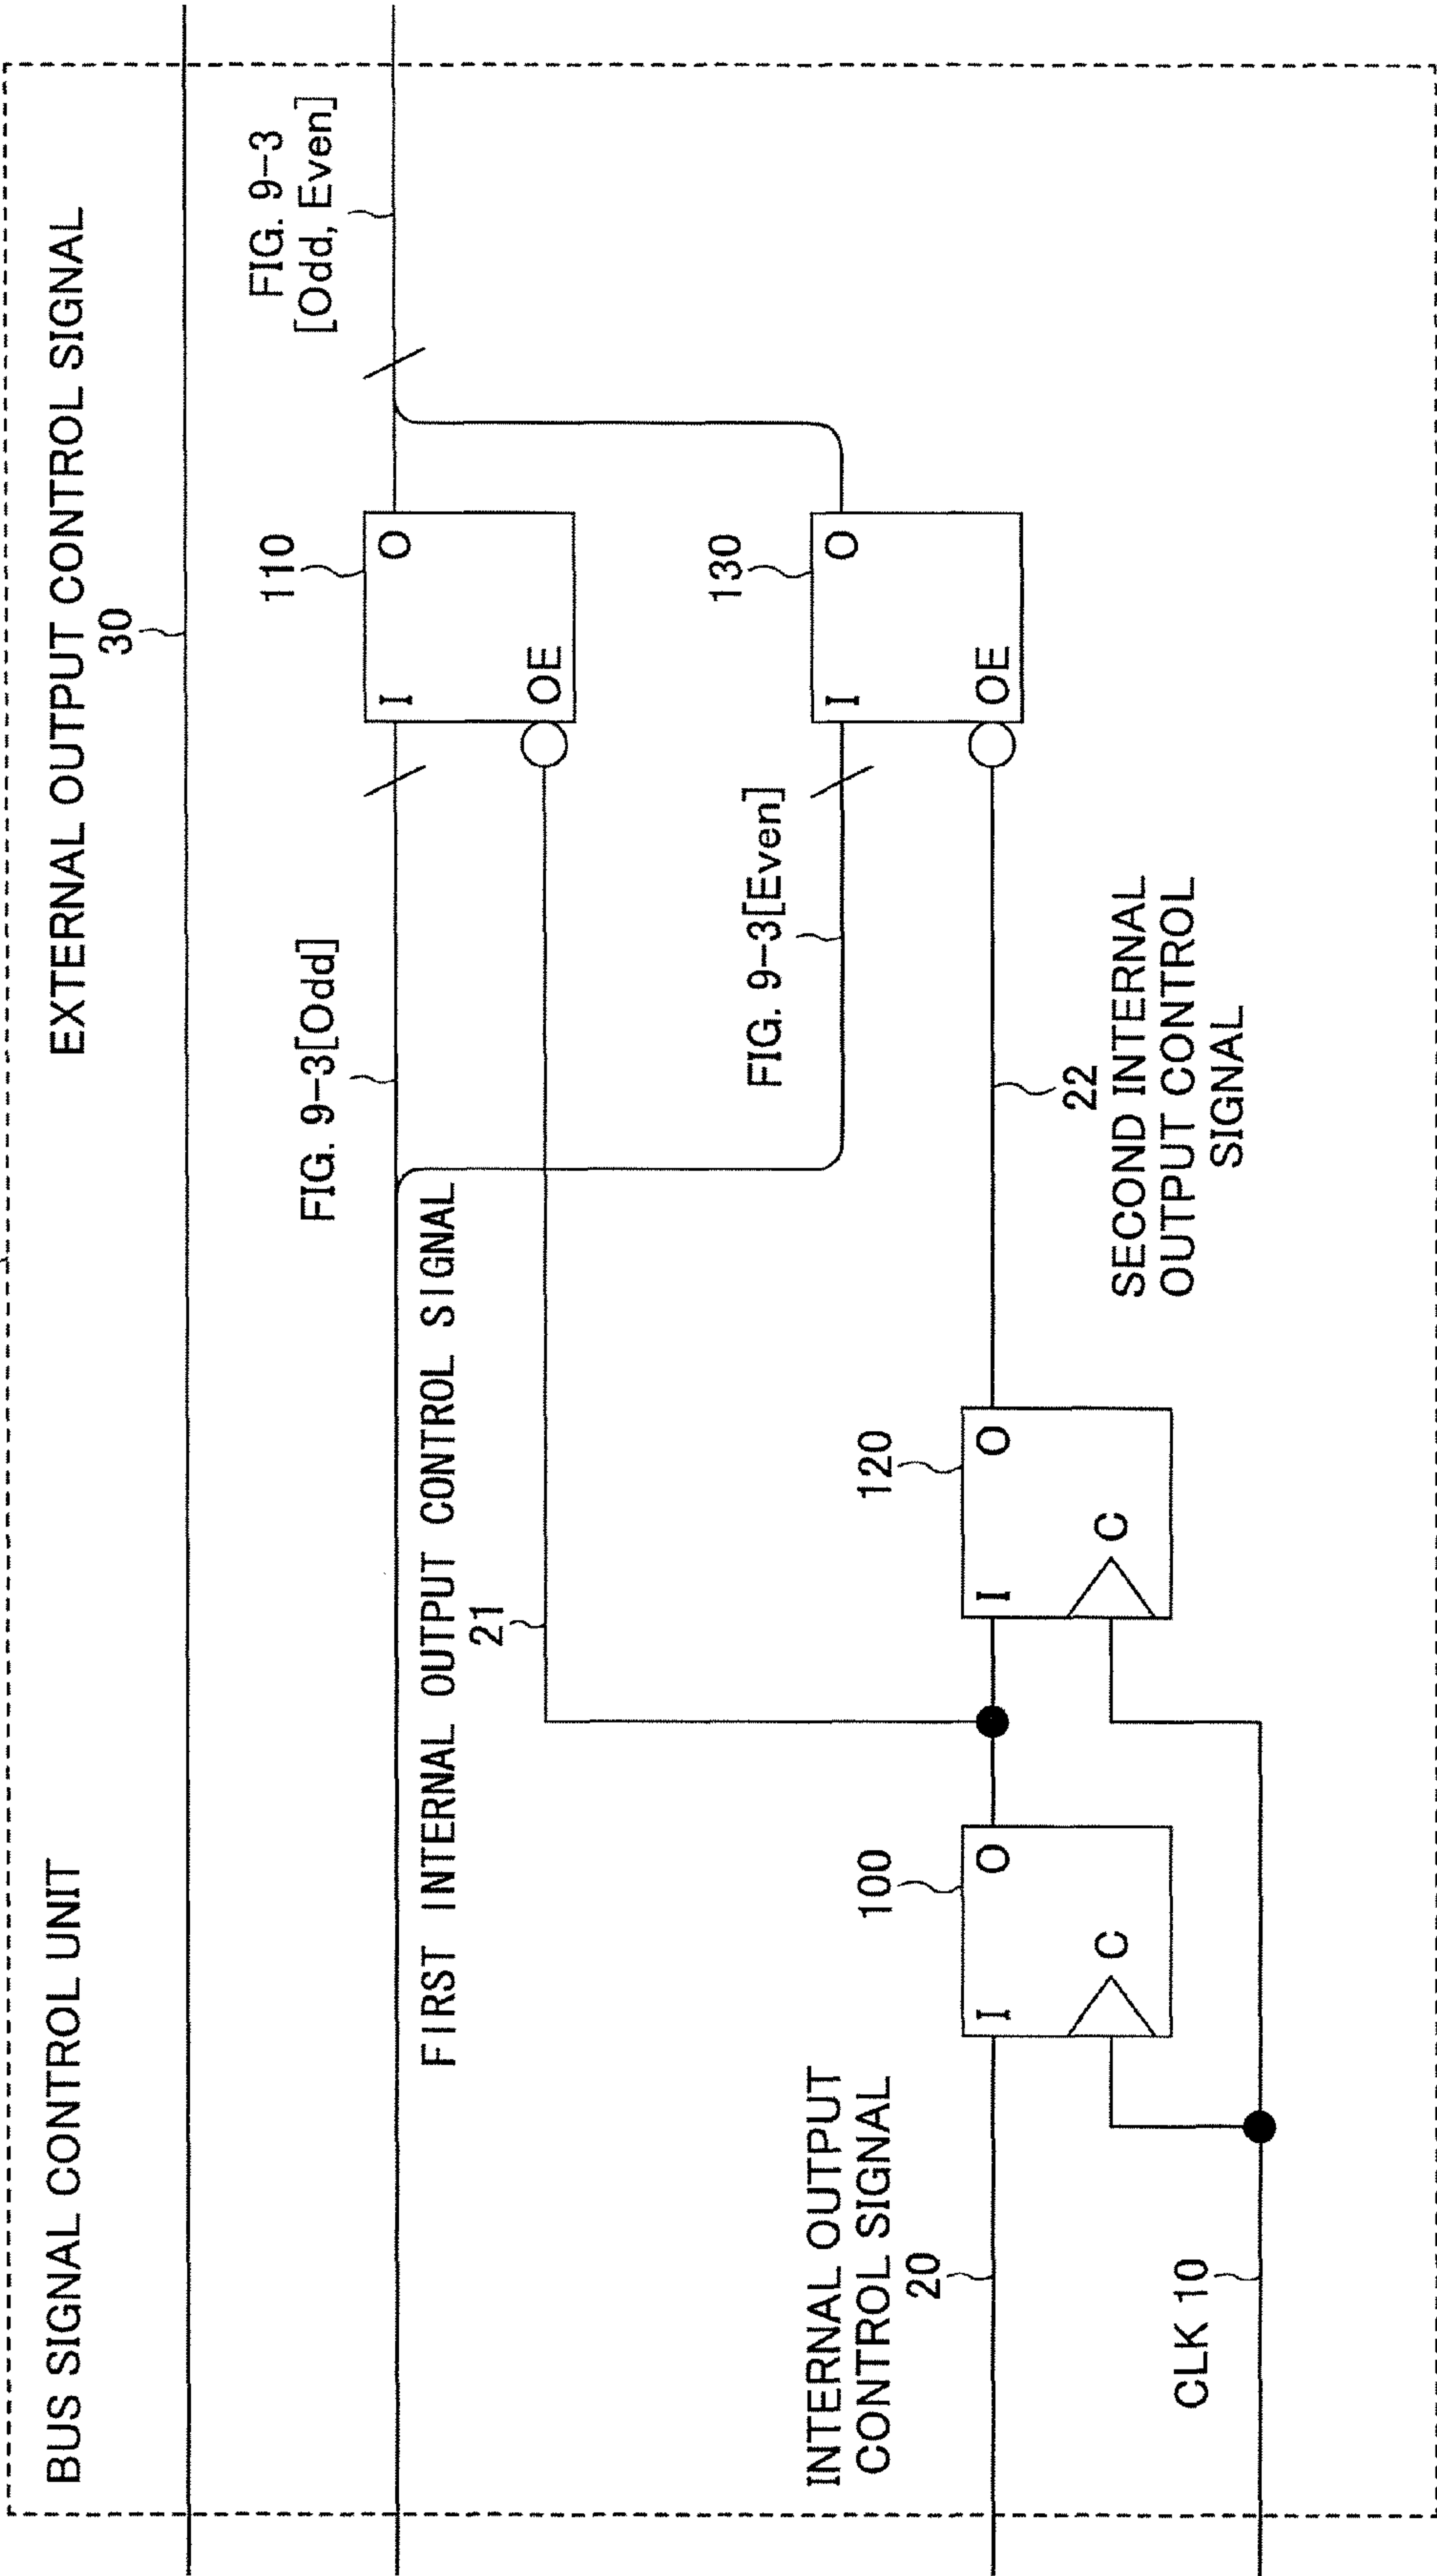 BUS SIGNAL CONTROL UNIT
EXTERNAL OUTPUT CONTROL SIGNAL
30
FIG. 9-3
[Odd, Even]
110
I
O
OE
FIG. 9-3[Odd]
FIRST INTERNAL OUTPUT CONTROL SIGNAL
21
130
I
O
OE
FIG. 9-3[Even]
INTERNAL OUTPUT
CONTROL SIGNAL
20
100
I
O
C
120
I
O
C
22
SECOND INTERNAL
OUTPUT CONTROL
SIGNAL
CLK 10